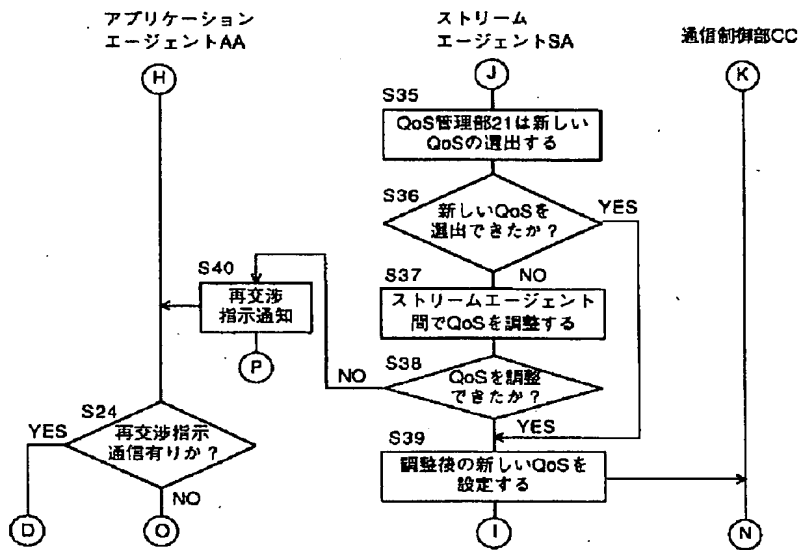 アプリケーション
エージェントAA
ストリーム
エージェントSA
通信制御部CC
H
J
K
S35
QoS管理部21は新しい
QoSの選出する
S36
新しいQoSを
選出できたか？
YES
NO
S37
ストリームエージェント
間でQoSを調整する
S40
再交渉
指示通知
P
S38
QoSを調整
できたか？
NO
YES
S24
再交渉指示
通信有りか？
YES
NO
S39
調整後の新しいQoSを
設定する
D
O
I
N